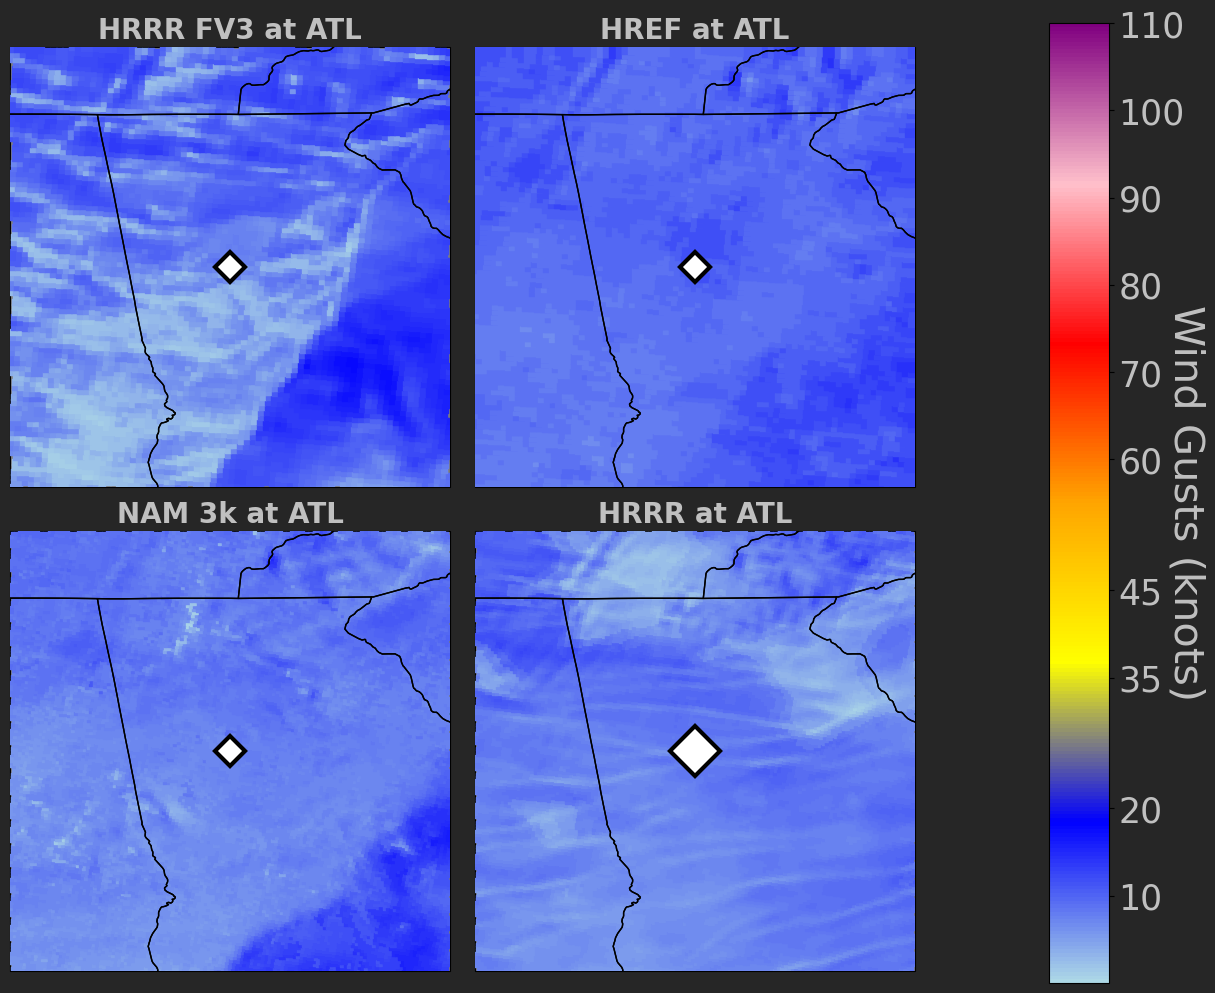 HRRR FV3 at ATL
HREF at ATL
NAM 3k at ATL
HRRR at ATL
110
100
90
80
70
60
45
35
20
10
Wind Gusts (knots)